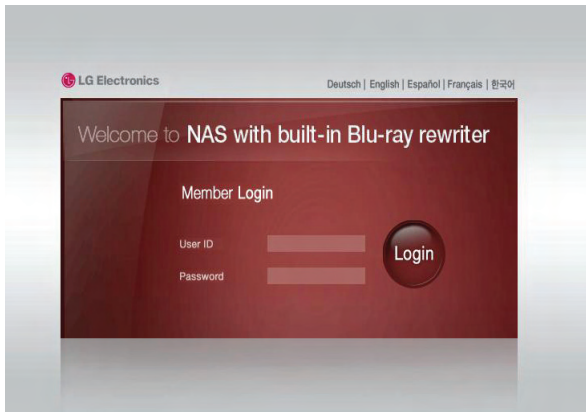 LG Electronics
Deutsch | English | Español | Français | 한국어
Welcome to NAS with built-in Blu-ray rewriter
Member Login
User ID
Login
Password